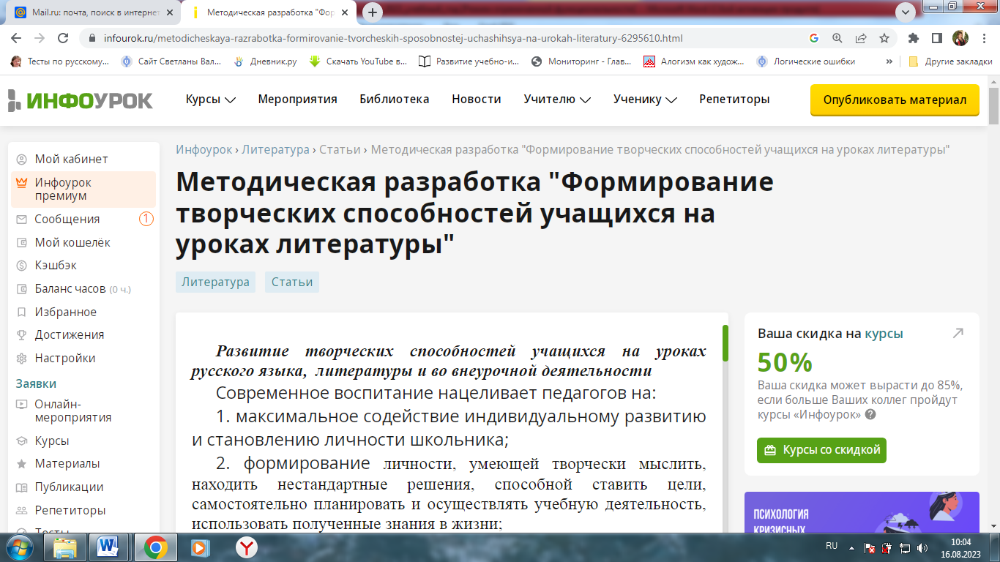 Mail.ru: почта, поиск в интернет
Методическая разработка "Фор
infourok.ru/metodicheskaya-razrabotka-formirovanie-tvorcheskih-sposobnostej-uchashihsya-na-urokah-literatury-6295610.html
Тесты по русскому... Сайт Светланы Вал... Дневник.ру Скачать YouTube в... Развитие учебно-и... Мониторинг - Глав... Алогизм как худож... Логические ошибки » Другие закладки
ИНФОУРОК
Курсы Мероприятия Библиотека Новости Учителю Ученику Репетиторы
Опубликовать материал
Мой кабинет
Инфоурок
премиум
Сообщения 1
Мой кошелёк
Кэшбэк
Баланс часов (0 ч.)
Избранное
Достижения
Настройки
Заявки
Онлайн-
мероприятия
Курсы
Материалы
Публикации
Репетиторы
Тесты
Инфоурок › Литература › Статьи › Методическая разработка "Формирование творческих способностей учащихся на уроках литературы"
Методическая разработка "Формирование
творческих способностей учащихся на
уроках литературы"
Литература Статьи
Развитие творческих способностей учащихся на уроках
русского языка, литературы и во внеурочной деятельности
Современное воспитание нацеливает педагогов на:
1. максимальное содействие индивидуальному развитию
и становлению личности школьника;
2. формирование личности, умеющей творчески мыслить,
находить нестандартные решения, способной ставить цели,
самостоятельно планировать и осуществлять учебную деятельность,
использовать полученные знания в жизни;
Ваша скидка на курсы
50%
Ваша скидка может вырасти до 85%,
если больше Ваших коллег пройдут
курсы «Инфоурок» ?
Курсы со скидкой
ПСИХОЛОГИЯ
КРИЗИСНЫХ
RU
10:04
16.08.2023